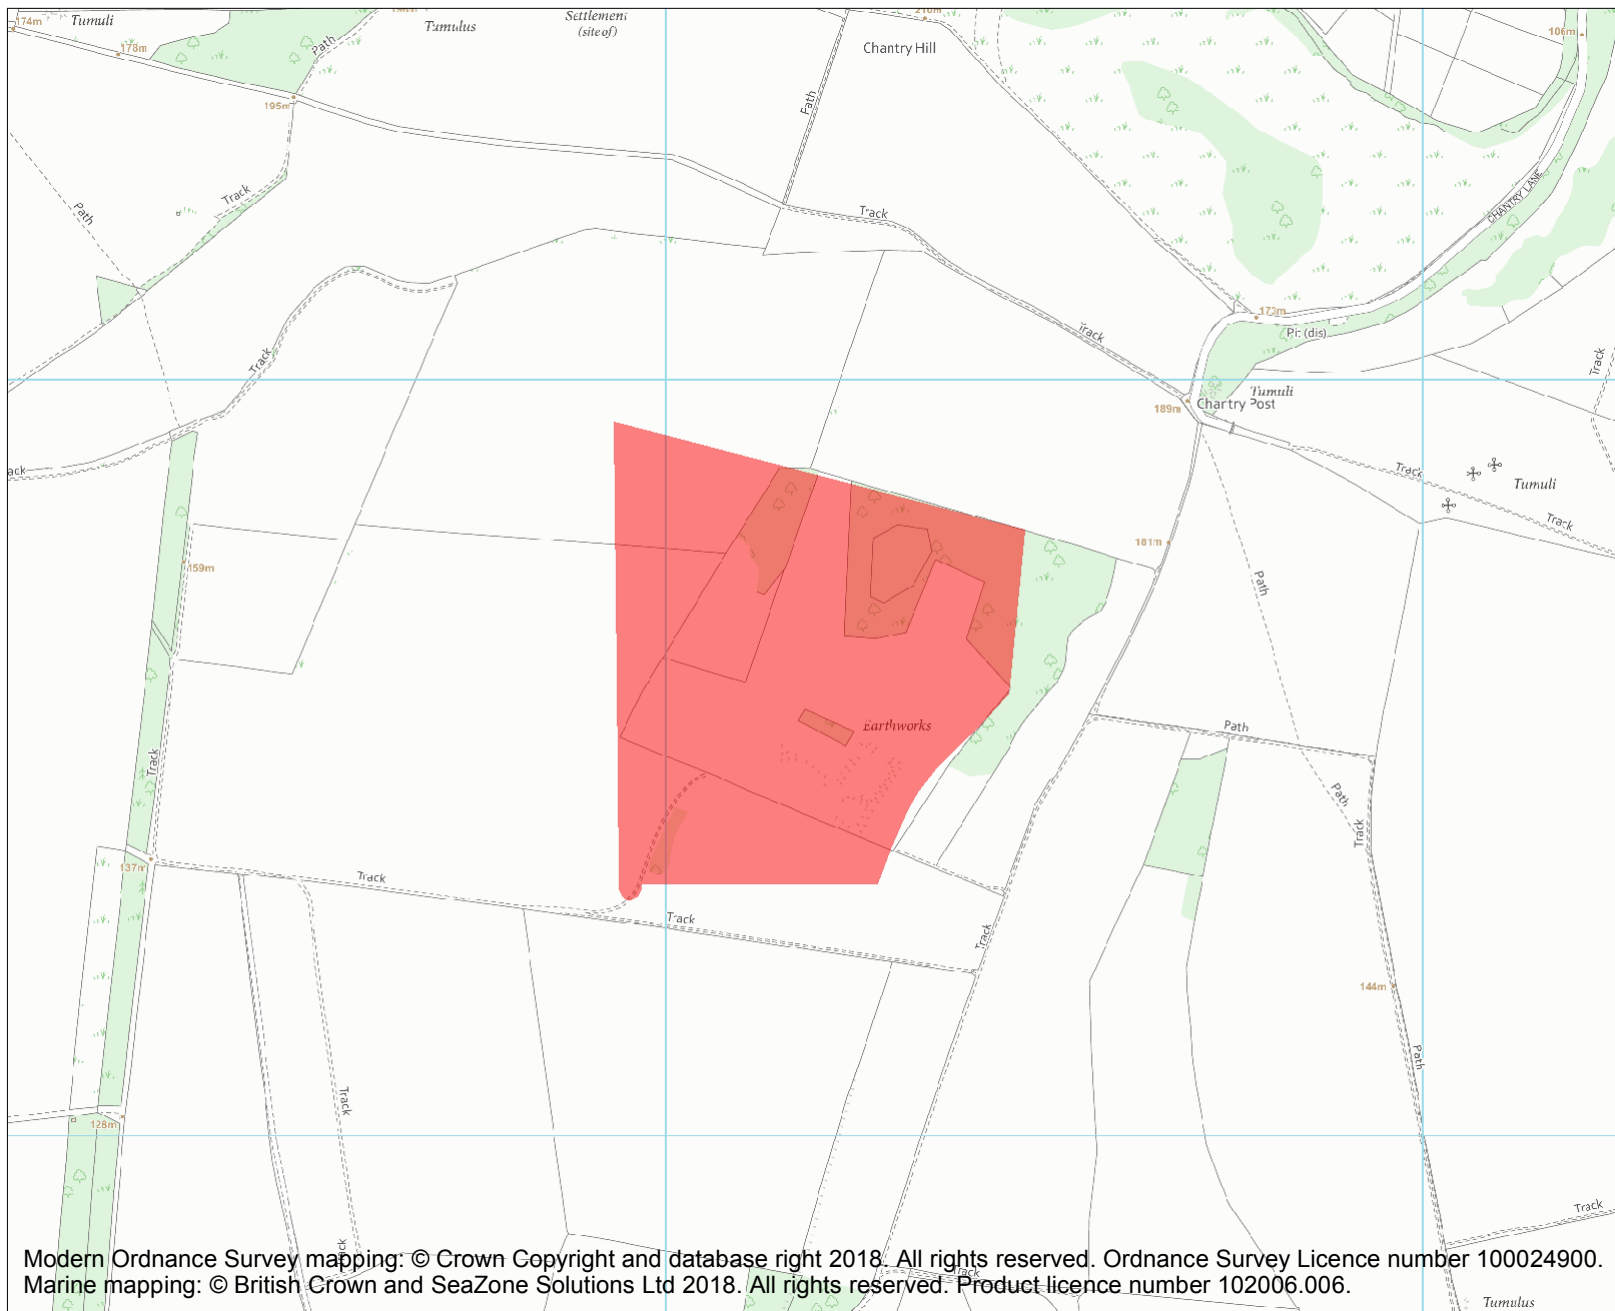 174m
Tumuli
Tumulus
Settlement
(site of)
216m
Chantry Hill
106m
178m
Path
195m
Path
Track
Path
Track
CHANTRY LANE
173m
Pit (dis)
Track
Track
Track
Tumuli
189m
Chartry Post
ack
Track
Tumuli
Track
181m
159m
Path
Earthworks
Path
Track
Path
Track
137m
Track
Track
Track
144m
Path
Track
128m
Track
ack
Track
Modern Ordnance Survey mapping: © Crown Copyright and database right 2018. All rights reserved. Ordnance Survey Licence number 100024900.
Marine mapping: © British Crown and SeaZone Solutions Ltd 2018. All rights reserved. Product licence number 102006.006.
Tumulus